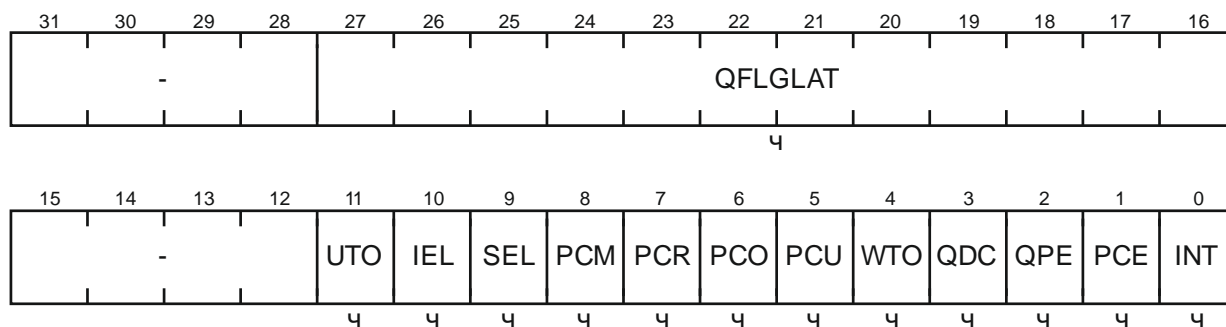 31 30 29 28 27 26 25 24 23 22 21 20 19 18 17 16
- QFLGLAT
ч
15 14 13 12 11 10 9 8 7 6 5 4 3 2 1 0
- UTO IEL SEL PCM PCR PCO PCU WTO QDC QPE PCE INT
ч ч ч ч ч ч ч ч ч ч ч ч